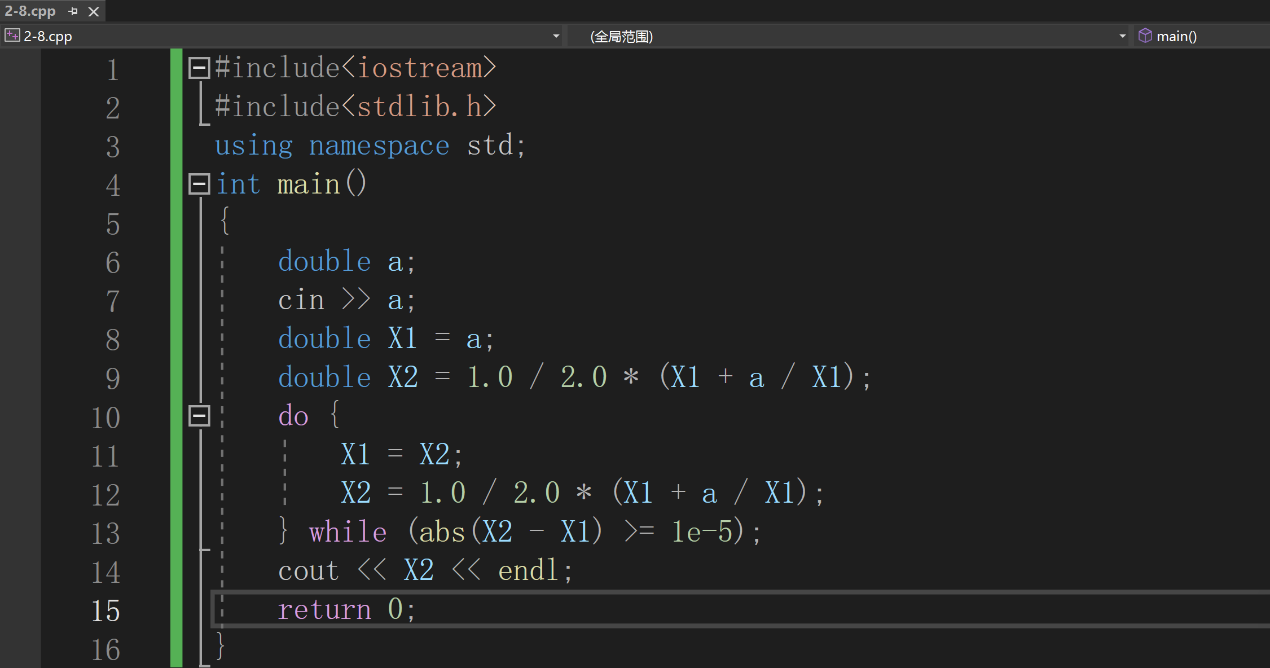 2-8.cpp
2-8.cpp (全局范围) main()
1 #include<iostream>
2 #include<stdlib.h>
3 using namespace std;
4 int main()
5 {
6 double a;
7 cin >> a;
8 double X1 = a;
9 double X2 = 1.0 / 2.0 * (X1 + a / X1);
10 do {
11 X1 = X2;
12 X2 = 1.0 / 2.0 * (X1 + a / X1);
13 } while (abs(X2 - X1) >= 1e-5);
14 cout << X2 << endl;
15 return 0;
16 }